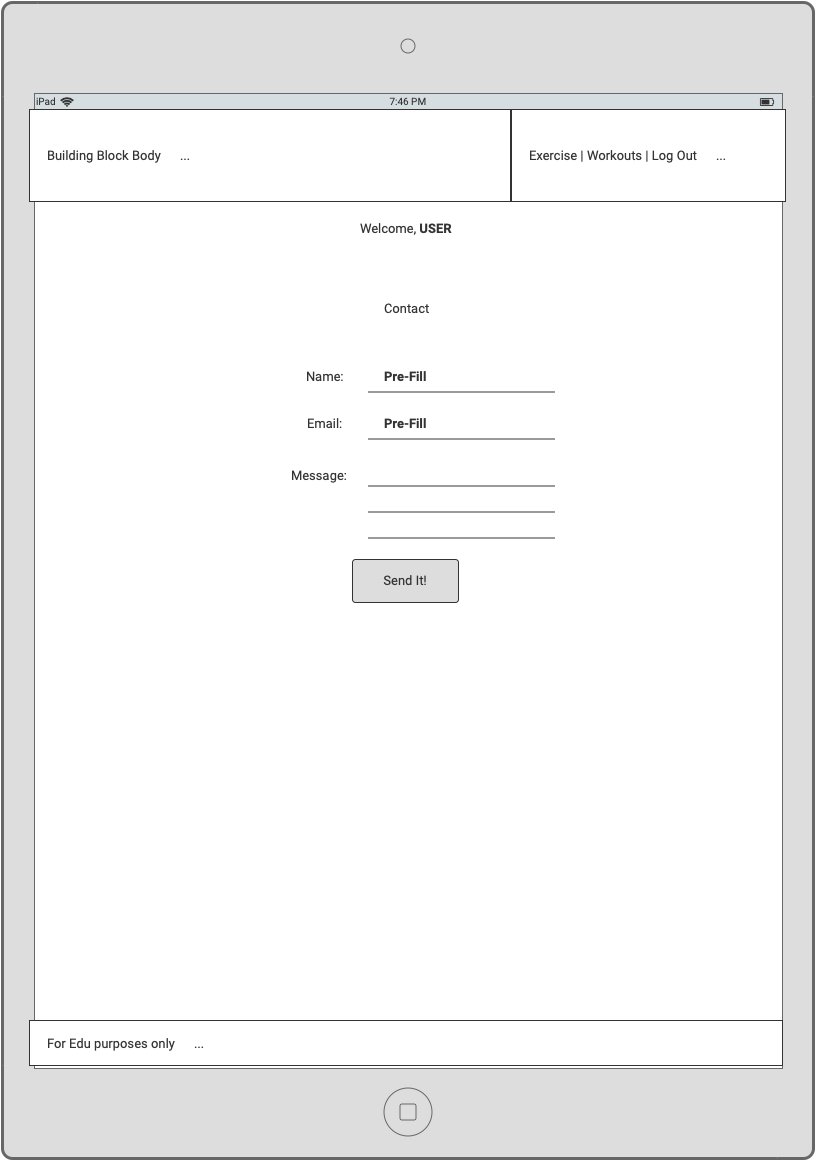 iPad 7:46 PM
Building Block Body ... Exercise | Workouts | Log Out ...
Welcome, USER
Contact
Name: Pre-Fill
Email: Pre-Fill
Message:
Send It!
For Edu purposes only ...